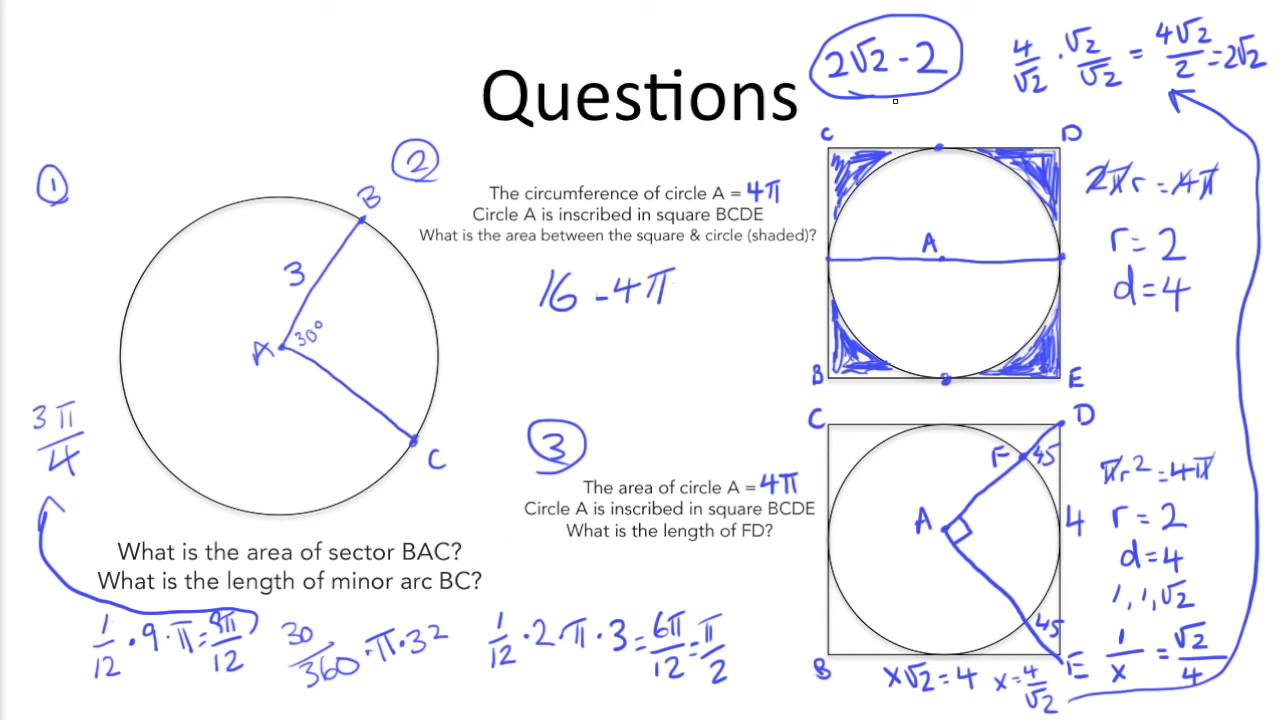 Questions
2√2 - 2
4/√2 · √2/√2 = 4√2/2 = 2√2
①
B
3
A 30°
C
3π/4
What is the area of sector BAC?
What is the length of minor arc BC?
1/12 · 9 · π = 9π/12
30/360 · π · 3²
1/12 · 2 · π · 3 = 6π/12 = π/2
②
The circumference of circle A = 4π
Circle A is inscribed in square BCDE
What is the area between the square & circle (shaded)?
16 - 4π
C D
A
B E
2πr = 4π
r = 2
d = 4
③
The area of circle A = 4π
Circle A is inscribed in square BCDE
What is the length of FD?
C D
F 45
A 4
45
B E
πr² = 4π
r = 2
d = 4
1, 1, √2
1/x = √2/4
x√2 = 4
x = 4/√2